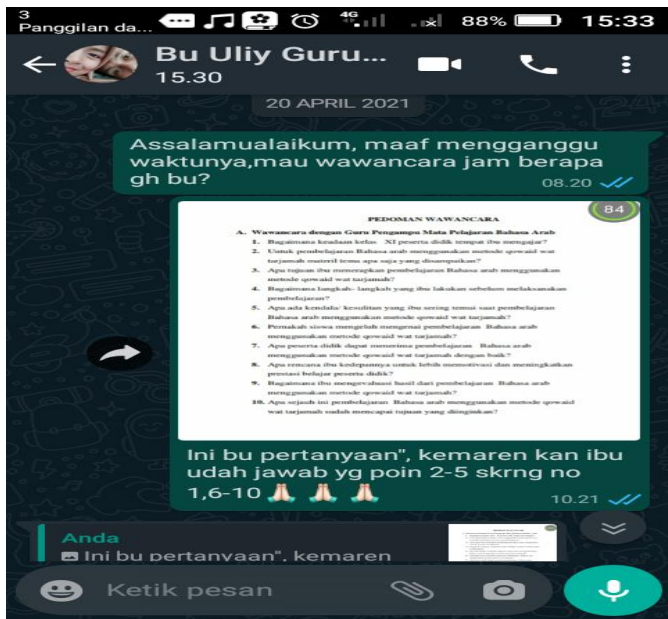 3
Panggilan da...
4G
88%
15:33
Bu Uliy Guru...
15.30
20 APRIL 2021
Assalamualaikum, maaf mengganggu
waktunya,mau wawancara jam berapa
gh bu?
08.20
84
PEDOMAN WAWANCARA
A. Wawancara dengan Guru Pengampu Mata Pelajaran Bahasa Arab
1. Bagaimana keadaan kelas XI peserta didik tempat ibu mengajar?
2. Untuk pembelajaran Bahasa arab menggunakan metode qowaid wat
tarjamah materil tema apa saja yang disampaikan?
3. Apa tujuan ibu menerapkan pembelajaran Bahasa arab menggunakan
metode qowaid wat tarjamah?
4. Bagaimana langkah- langkah yang ibu lakukan sebelum melaksanakan
pembelajaran?
5. Apa ada kendala/ kesulitan yang ibu sering temui saat pembelajaran
Bahasa arab menggunakan metode qowaid wat tarjamah?
6. Pernakah siswa mengeluh mengenai pembelajaran Bahasa arab
menggunakan metode qowaid wat tarjamah?
7. Apa peserta didik dapat menerima pembelajaran Bahasa arab
menggunakan metode qowaid wat tarjamah dengan baik?
8. Apa rencana ibu kedepannya untuk lebih memotivasi dan meningkatkan
prestasi belajar peserta didik?
9. Bagaimana ibu mengevaluasi hasil dari pembelajaran Bahasa arab
menggunakan metode qowaid wat tarjamah?
10. Apa sejauh ini pembelajaran Bahasa arab menggunakan metode qowaid
wat tarjamah sudah mencapai tujuan yang diinginkan?
Ini bu pertanyaan", kemaren kan ibu
udah jawab yg poin 2-5 skrng no
1,6-10 🙏🏻 🙏🏻 🙏🏻
10.21
Anda
Ini bu pertanyaan", kemaren
Ketik pesan